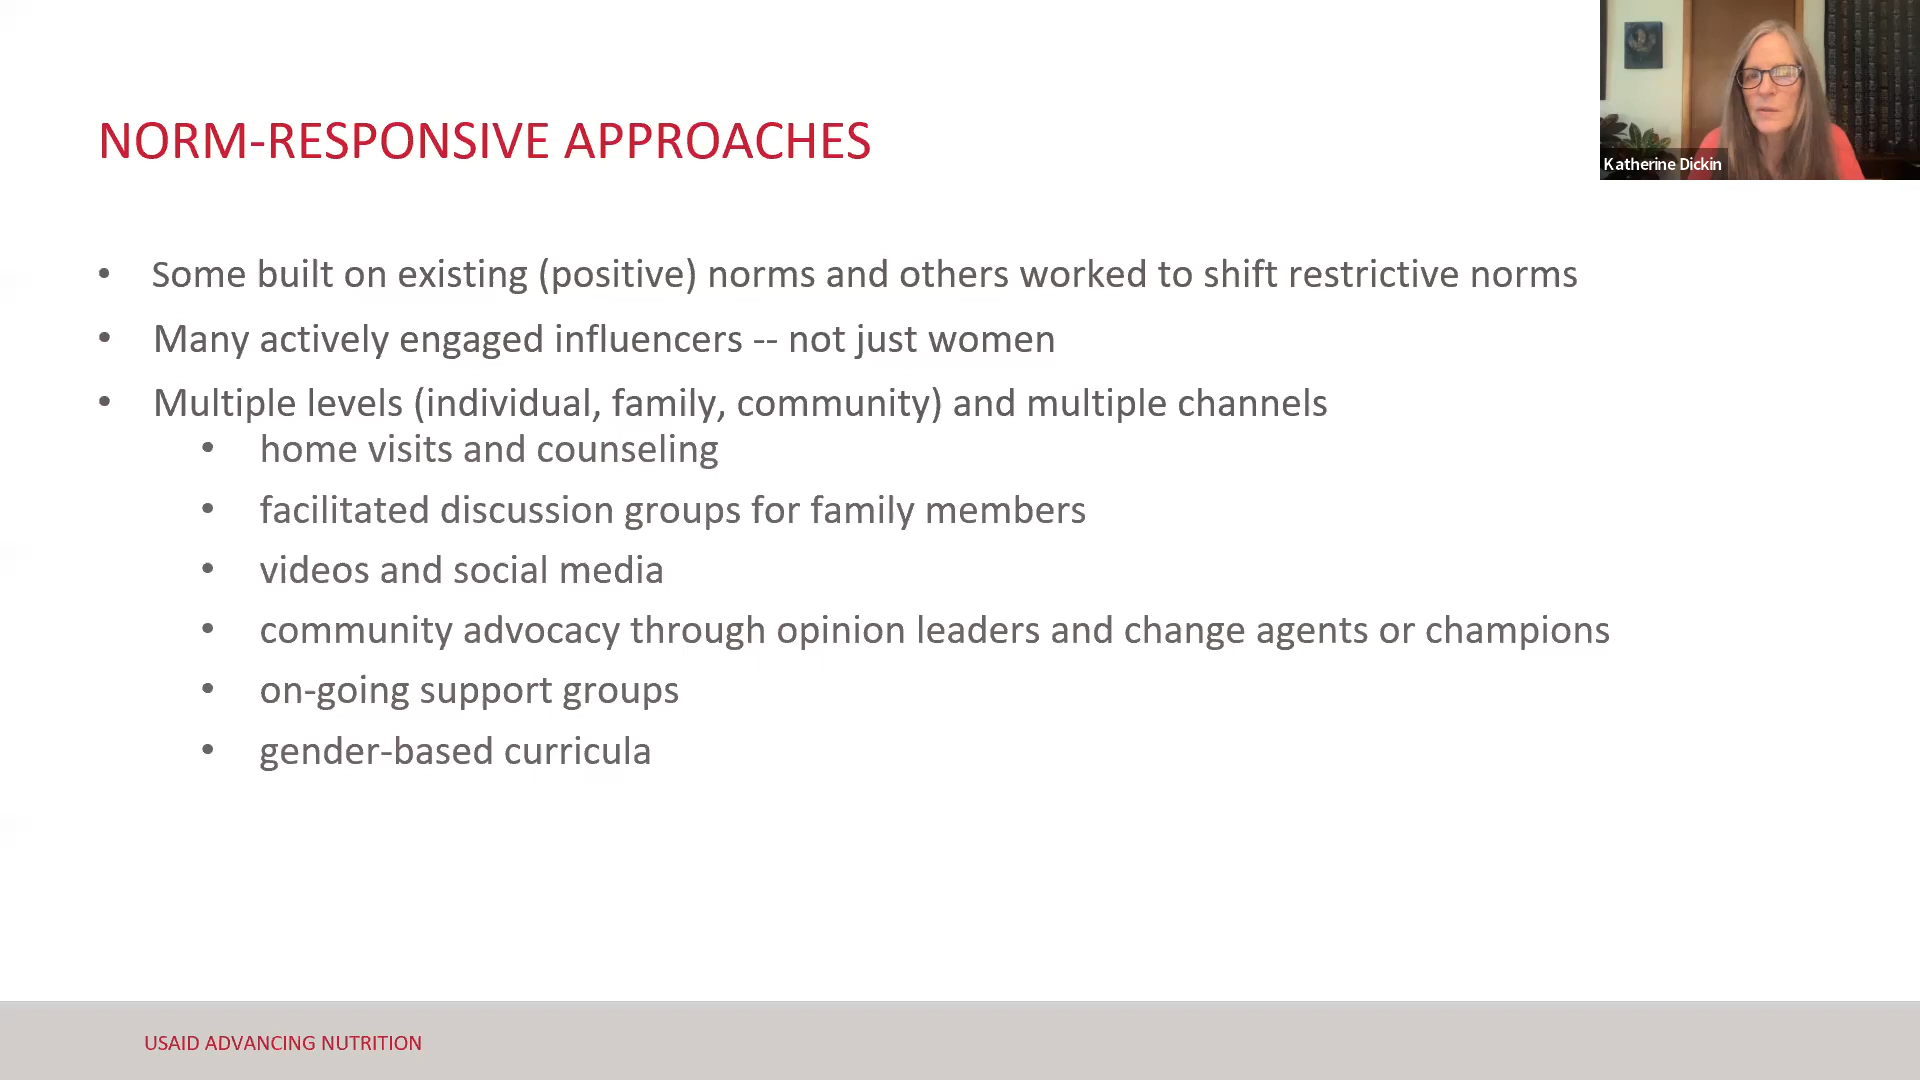 NORM-RESPONSIVE APPROACHES
Katherine Dickin
• Some built on existing (positive) norms and others worked to shift restrictive norms
• Many actively engaged influencers -- not just women
• Multiple levels (individual, family, community) and multiple channels
• home visits and counseling
• facilitated discussion groups for family members
• videos and social media
• community advocacy through opinion leaders and change agents or champions
• on-going support groups
• gender-based curricula
USAID ADVANCING NUTRITION